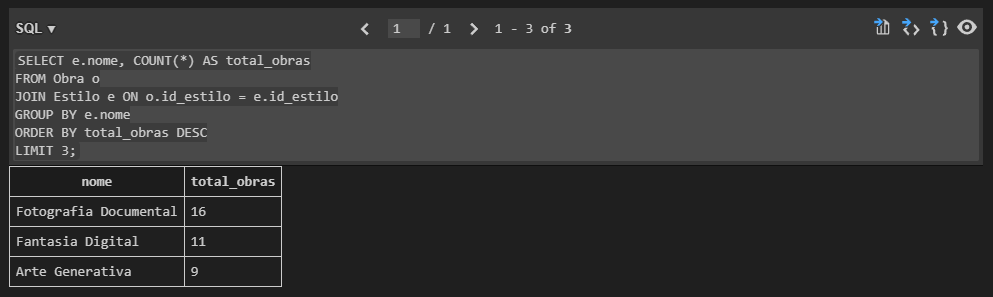 SQL ▼ 1 / 1 1 - 3 of 3
SELECT e.nome, COUNT(*) AS total_obras
FROM Obra o
JOIN Estilo e ON o.id_estilo = e.id_estilo
GROUP BY e.nome
ORDER BY total_obras DESC
LIMIT 3;
nome total_obras
Fotografia Documental 16
Fantasia Digital 11
Arte Generativa 9